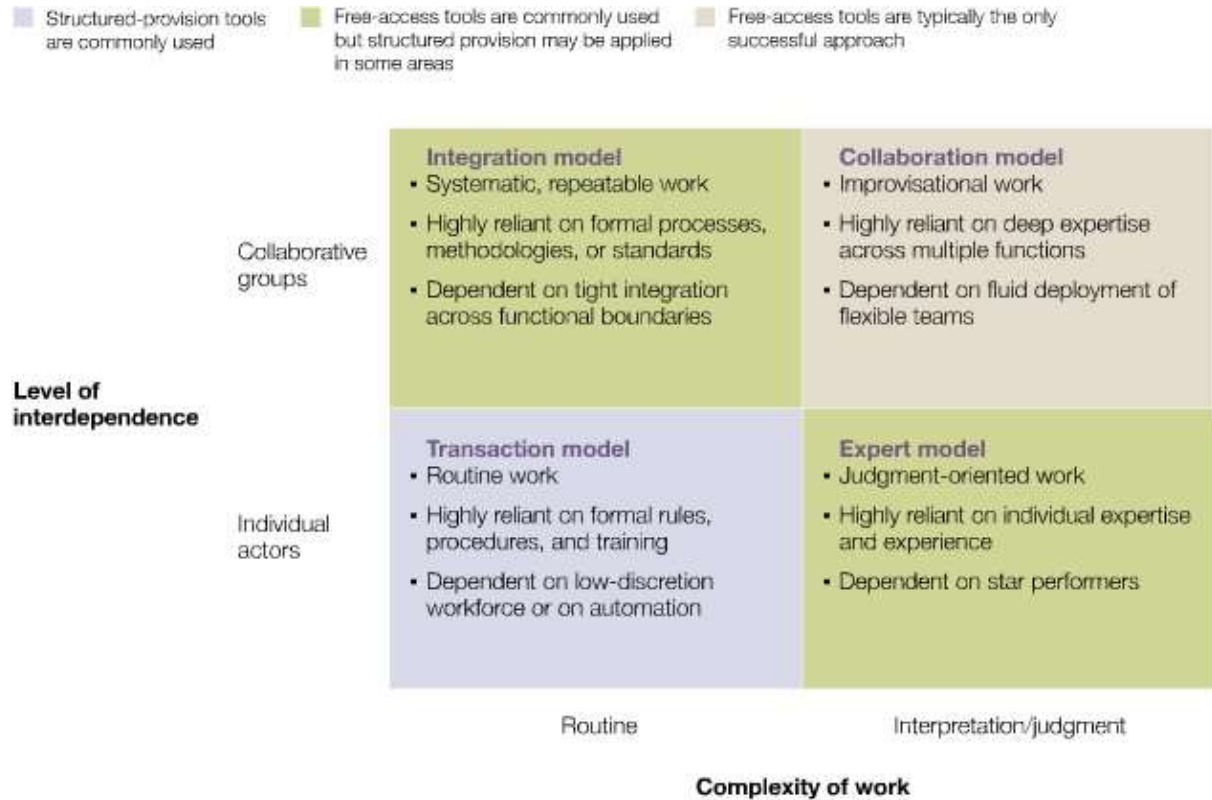 Structured-provision tools
are commonly used
Free-access tools are commonly used
but structured provision may be applied
in some areas
Free-access tools are typically the only
successful approach
Integration model
▪ Systematic, repeatable work
▪ Highly reliant on formal processes,
methodologies, or standards
▪ Dependent on tight integration
across functional boundaries
Collaboration model
▪ Improvisational work
▪ Highly reliant on deep expertise
across multiple functions
▪ Dependent on fluid deployment of
flexible teams
Collaborative
groups
Level of
interdependence
Transaction model
▪ Routine work
▪ Highly reliant on formal rules,
procedures, and training
▪ Dependent on low-discretion
workforce or on automation
Expert model
▪ Judgment-oriented work
▪ Highly reliant on individual expertise
and experience
▪ Dependent on star performers
Individual
actors
Routine
Interpretation/judgment
Complexity of work